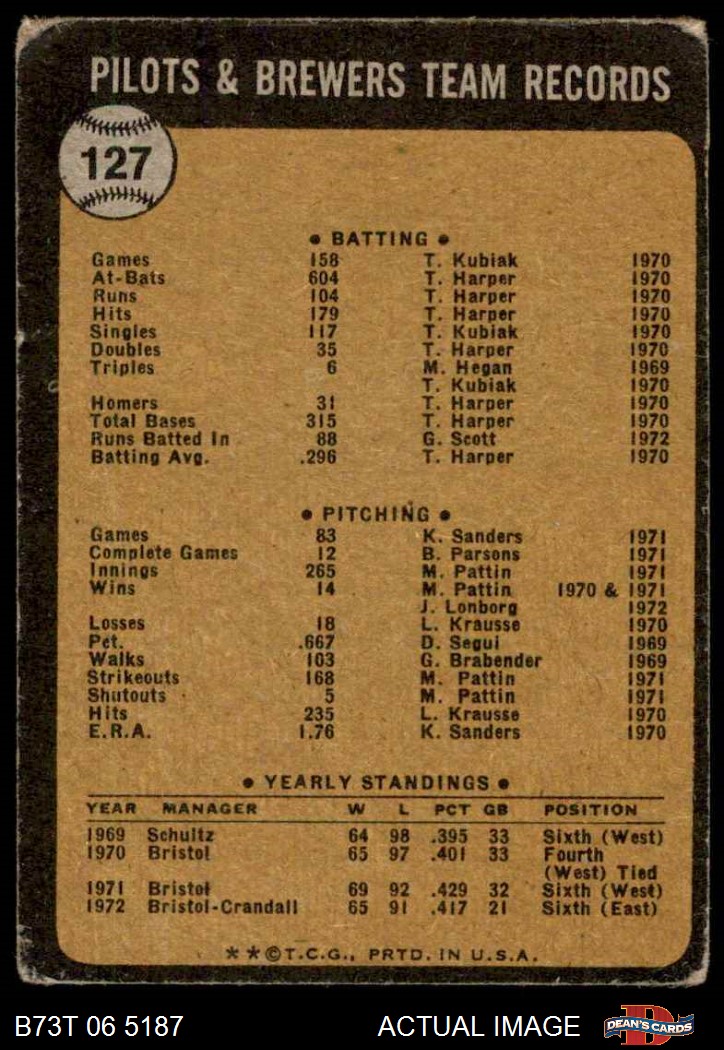 PILOTS & BREWERS TEAM RECORDS
127
• BATTING •
Games 158 T. Kubiak 1970
At-Bats 604 T. Harper 1970
Runs 104 T. Harper 1970
Hits 179 T. Harper 1970
Singles 117 T. Kubiak 1970
Doubles 35 T. Harper 1970
Triples 6 M. Hegan 1969
T. Kubiak 1970
Homers 31 T. Harper 1970
Total Bases 315 T. Harper 1970
Runs Batted In 88 G. Scott 1972
Batting Avg. .296 T. Harper 1970
• PITCHING •
Games 83 K. Sanders 1971
Complete Games 12 B. Parsons 1971
Innings 265 M. Pattin 1971
Wins 14 M. Pattin 1970 & 1971
J. Lonborg 1972
Losses 18 L. Krausse 1970
Pct. .667 D. Segui 1969
Walks 103 G. Brabender 1969
Strikeouts 168 M. Pattin 1971
Shutouts 5 M. Pattin 1971
Hits 235 L. Krausse 1970
E.R.A. 1.76 K. Sanders 1970
• YEARLY STANDINGS •
YEAR MANAGER W L PCT GB POSITION
1969 Schultz 64 98 .395 33 Sixth (West)
1970 Bristol 65 97 .401 33 Fourth
(West) Tied
1971 Bristol 69 92 .429 32 Sixth (West)
1972 Bristol-Crandall 65 91 .417 21 Sixth (East)
**©T.C.G., PRTD. IN U.S.A.
B73T 06 5187 ACTUAL IMAGE D DEAN'S CARDS